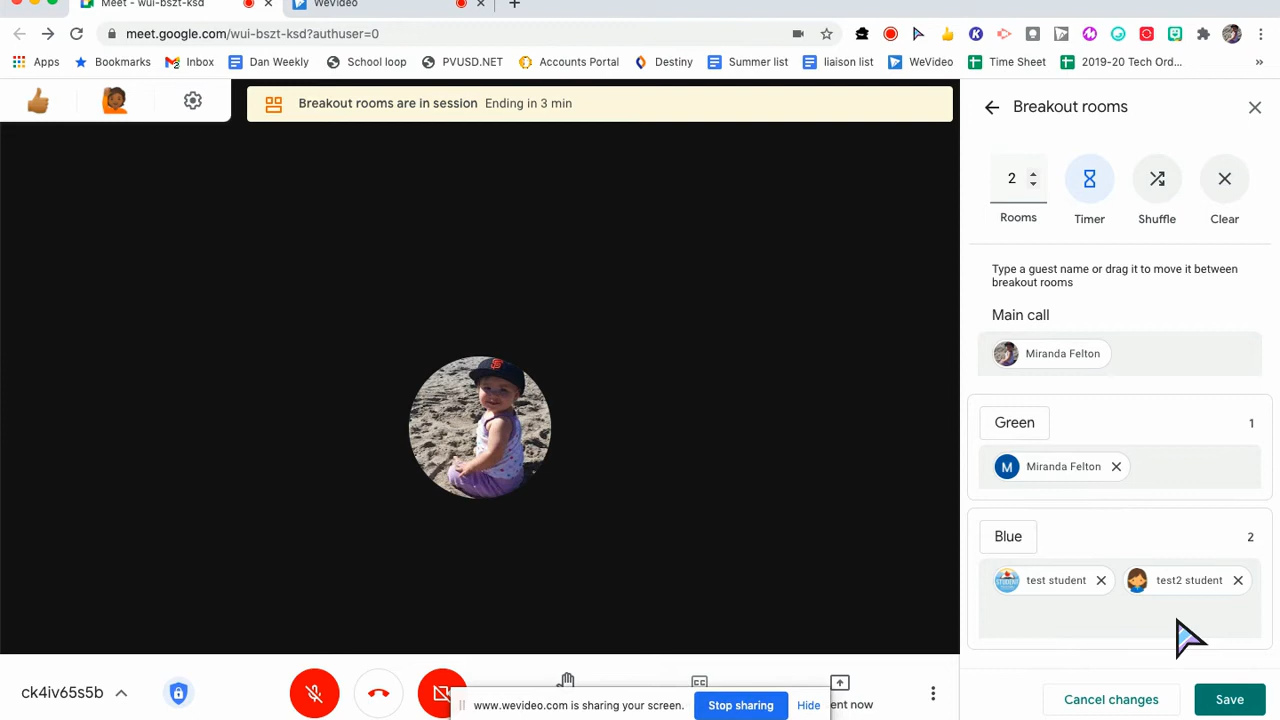 Meet - wui-bszt-ksd
WeVideo
meet.google.com/wui-bszt-ksd?authuser=0
Apps Bookmarks Inbox Dan Weekly School loop PVUSD.NET Accounts Portal Destiny Summer list liaison list WeVideo Time Sheet 2019-20 Tech Ord... »
Breakout rooms are in session Ending in 3 min
Breakout rooms
2
Rooms Timer Shuffle Clear
Type a guest name or drag it to move it between
breakout rooms
Main call
Miranda Felton
Green 1
M Miranda Felton
Blue 2
STUDENT test student test2 student
ck4iv65s5b
CC
www.wevideo.com is sharing your screen. Stop sharing Hide
ent now
Cancel changes Save